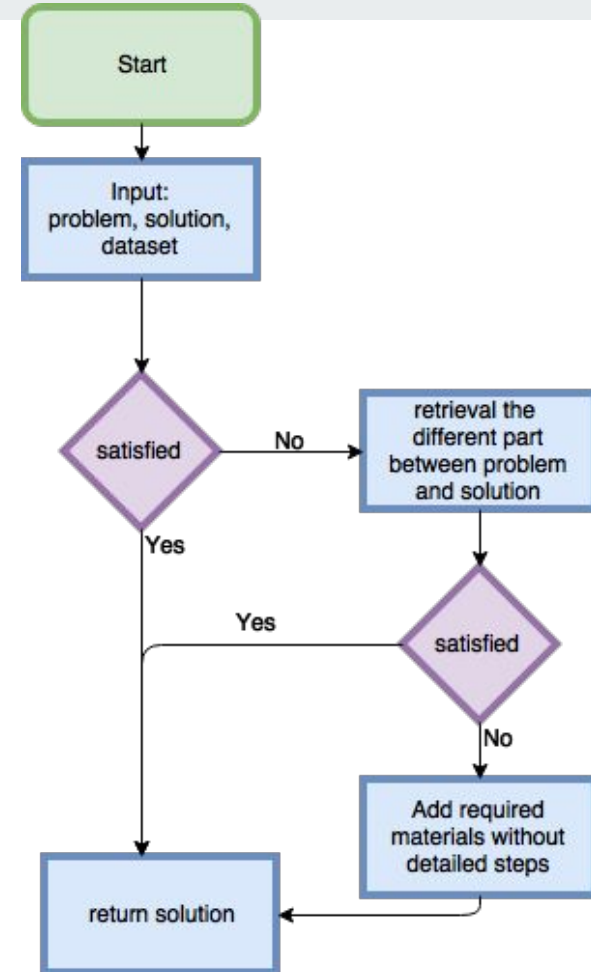 Start
Input:
problem, solution,
dataset
satisfied
No
retrieval the
different part
between problem
and solution
Yes
Yes
satisfied
No
Add required
materials without
detailed steps
return solution